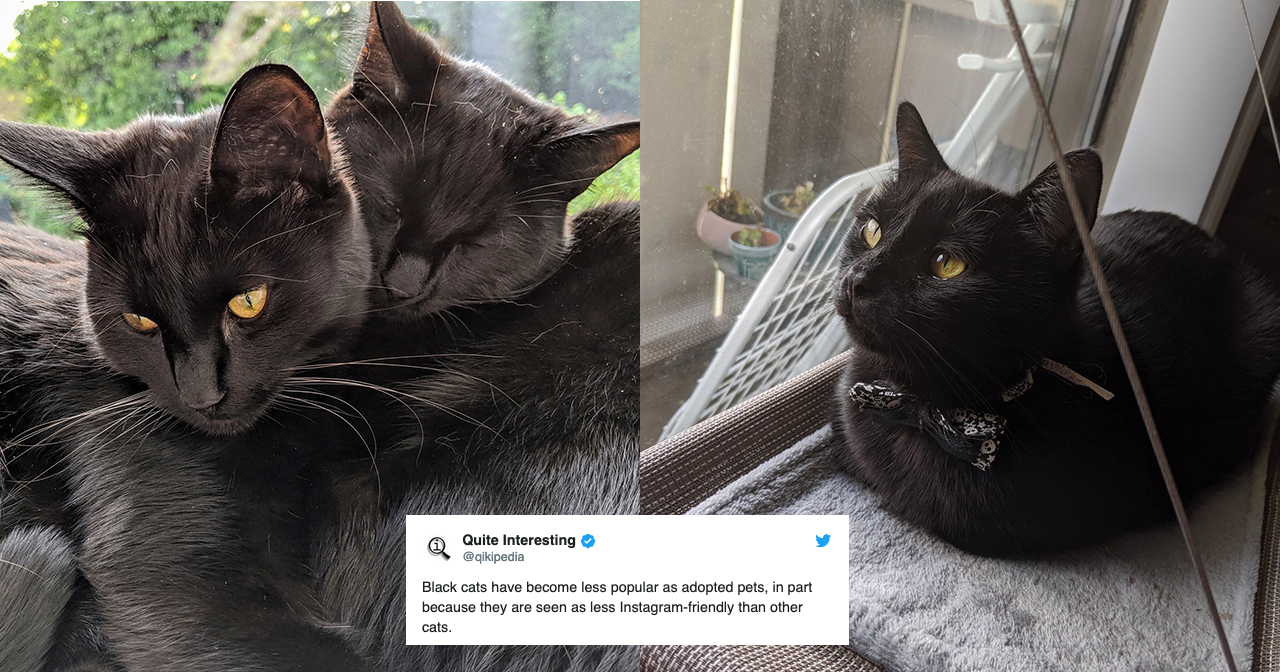 Quite Interesting
@qikipedia
Black cats have become less popular as adopted pets, in part
because they are seen as less Instagram-friendly than other
cats.